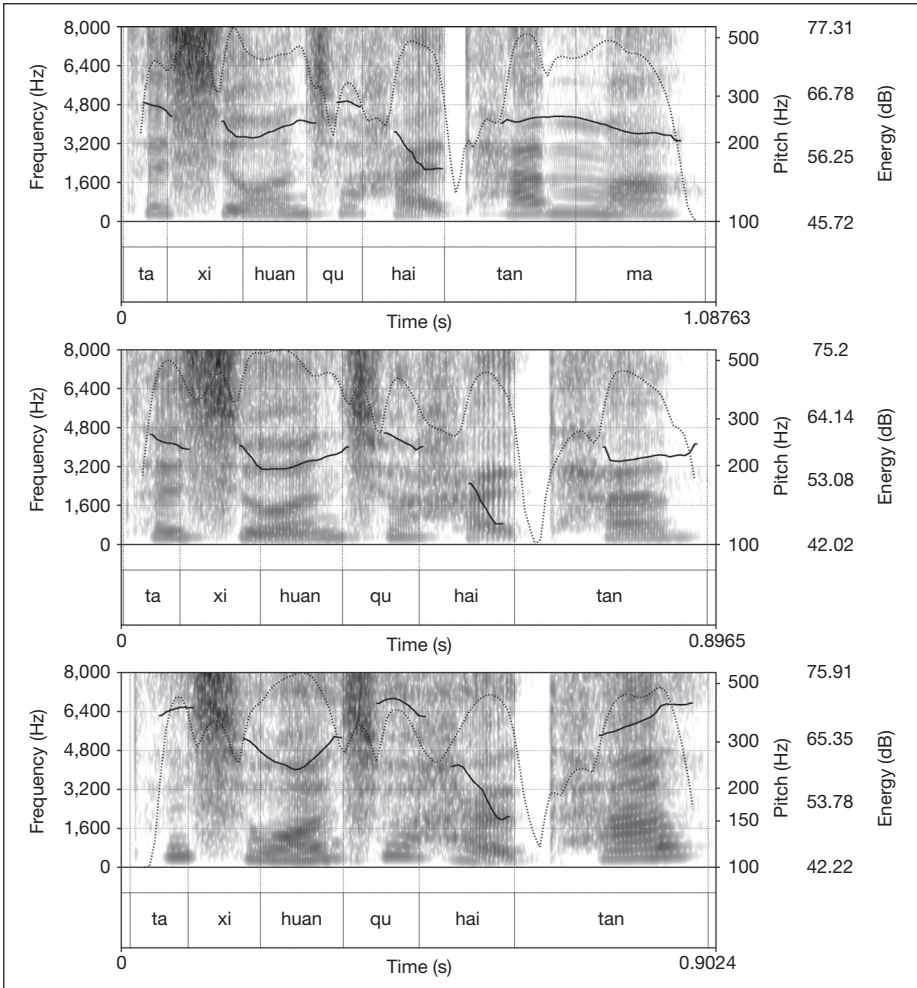 8,000
6,400
4,800
3,200
1,600
0
Frequency (Hz)
500
300
200
100
Pitch (Hz)
77.31
66.78
56.25
45.72
Energy (dB)
ta xi huan qu hai tan ma
0 Time (s) 1.08763
8,000
6,400
4,800
3,200
1,600
0
Frequency (Hz)
500
300
200
100
Pitch (Hz)
75.2
64.14
53.08
42.02
Energy (dB)
ta xi huan qu hai tan
0 Time (s) 0.8965
8,000
6,400
4,800
3,200
1,600
0
Frequency (Hz)
500
300
200
150
100
Pitch (Hz)
75.91
65.35
53.78
42.22
Energy (dB)
ta xi huan qu hai tan
0 Time (s) 0.9024